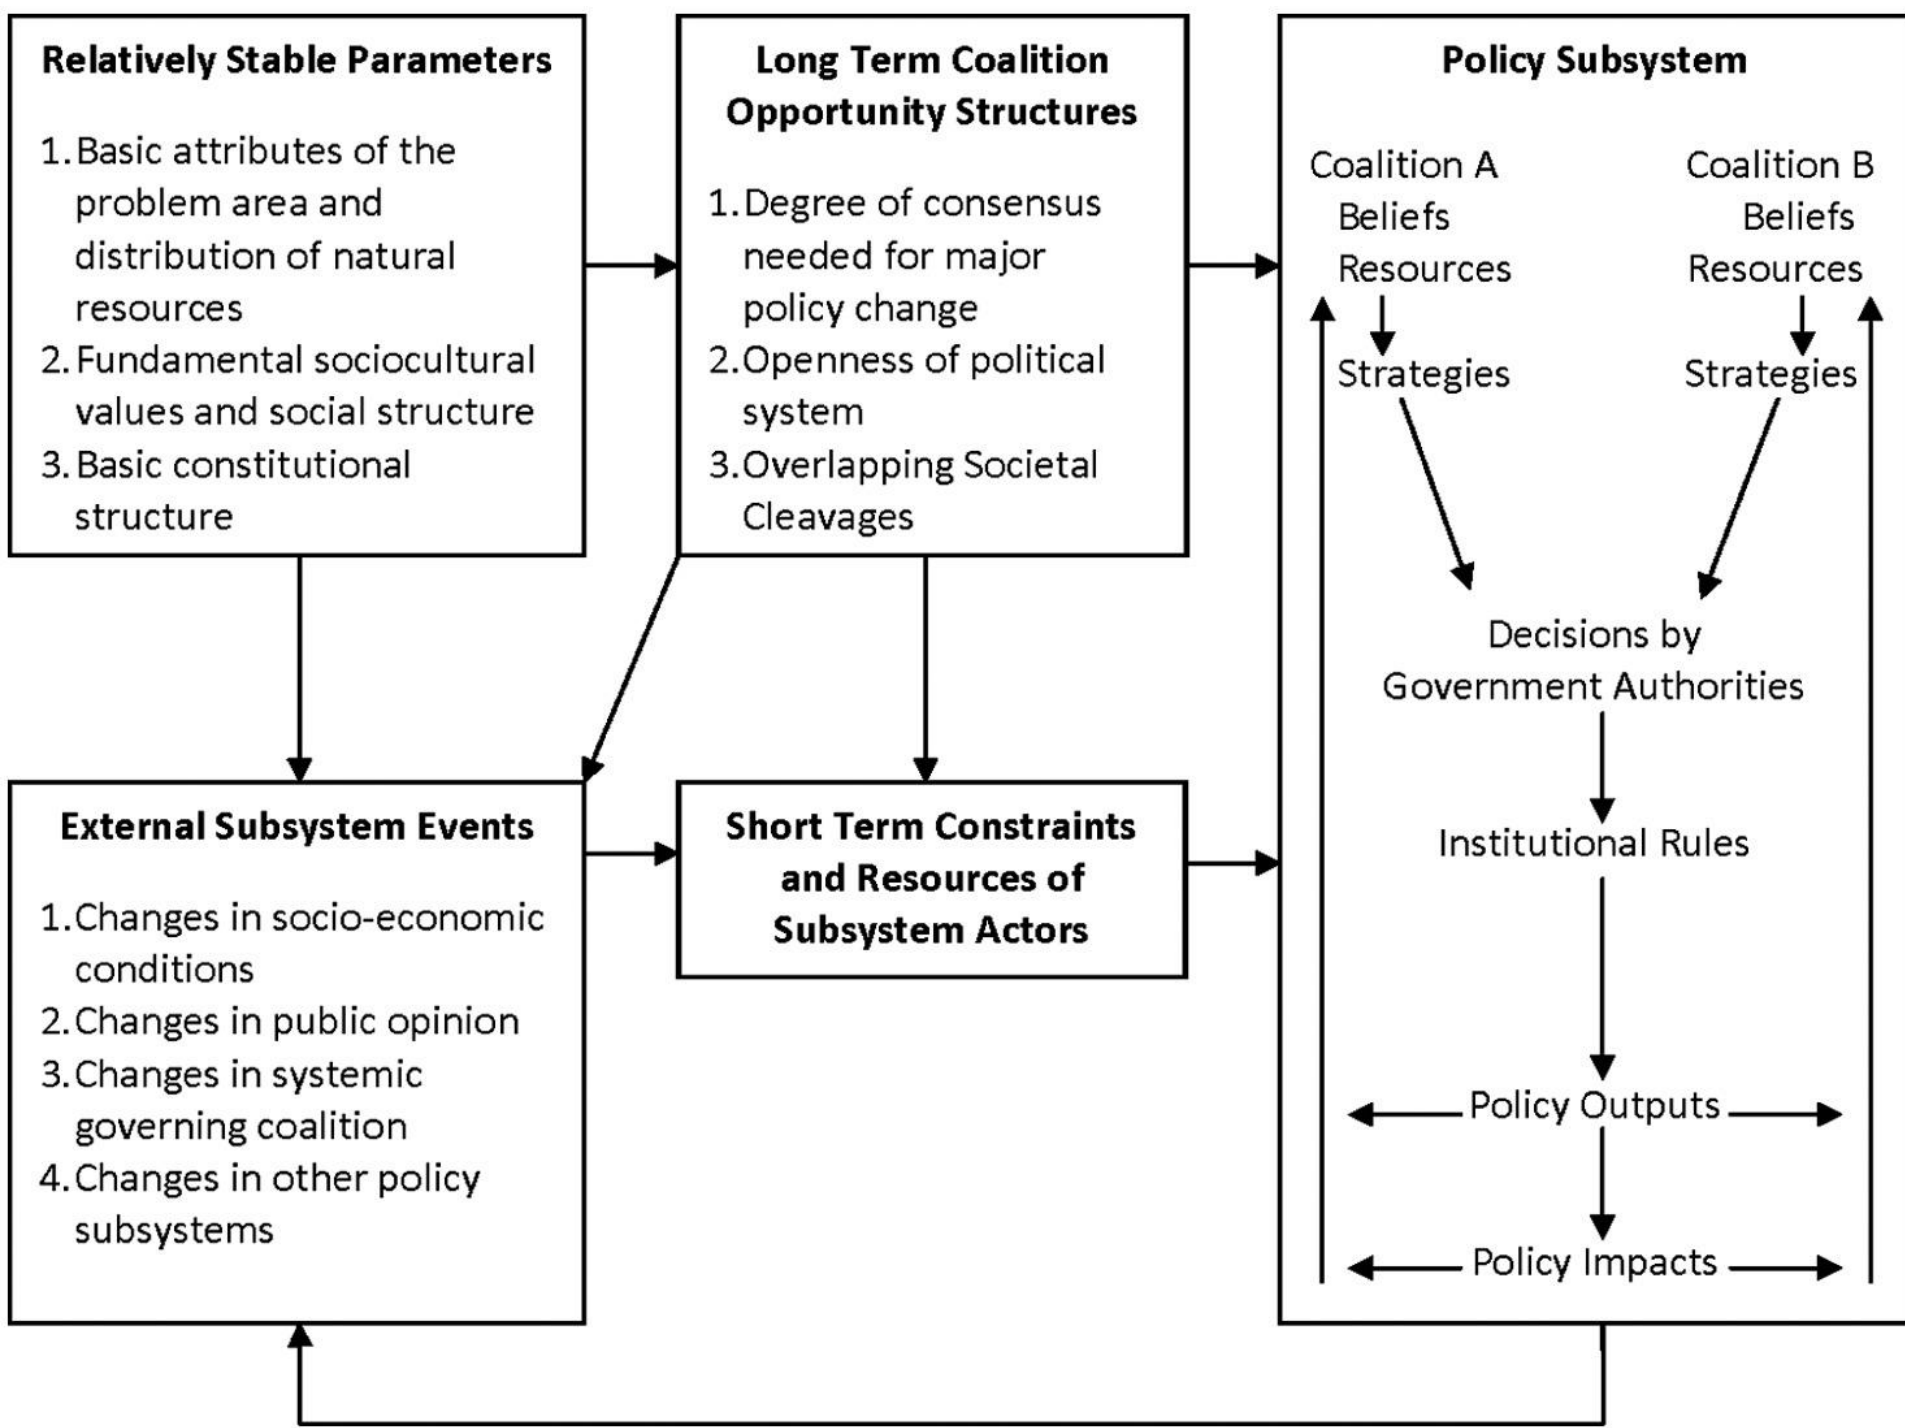 Relatively Stable Parameters
1. Basic attributes of the
problem area and
distribution of natural
resources
2. Fundamental sociocultural
values and social structure
3. Basic constitutional
structure
Long Term Coalition
Opportunity Structures
1. Degree of consensus
needed for major
policy change
2. Openness of political
system
3. Overlapping Societal
Cleavages
External Subsystem Events
1. Changes in socio-economic
conditions
2. Changes in public opinion
3. Changes in systemic
governing coalition
4. Changes in other policy
subsystems
Short Term Constraints
and Resources of
Subsystem Actors
Policy Subsystem
Coalition A
Beliefs
Resources
Strategies
Coalition B
Beliefs
Resources
Strategies
Decisions by
Government Authorities
Institutional Rules
Policy Outputs
Policy Impacts